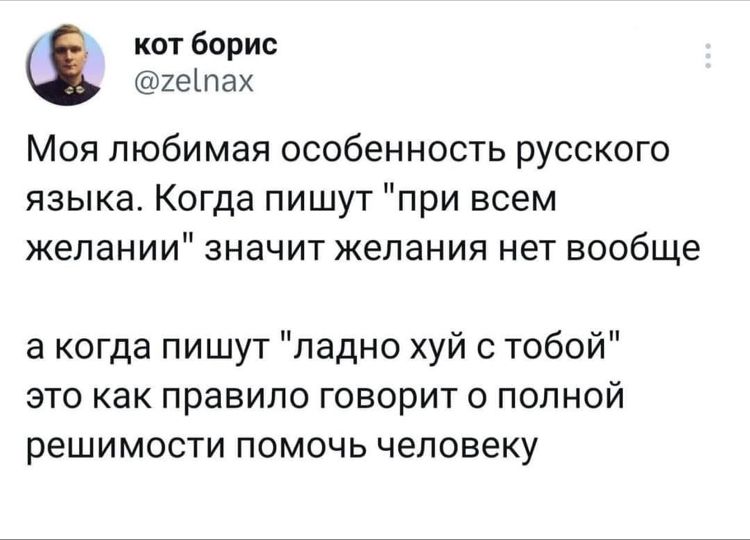 кот борис
@zelnax
Моя любимая особенность русского
языка. Когда пишут "при всем
желании" значит желания нет вообще
а когда пишут "ладно хуй с тобой"
это как правило говорит о полной
решимости помочь человеку